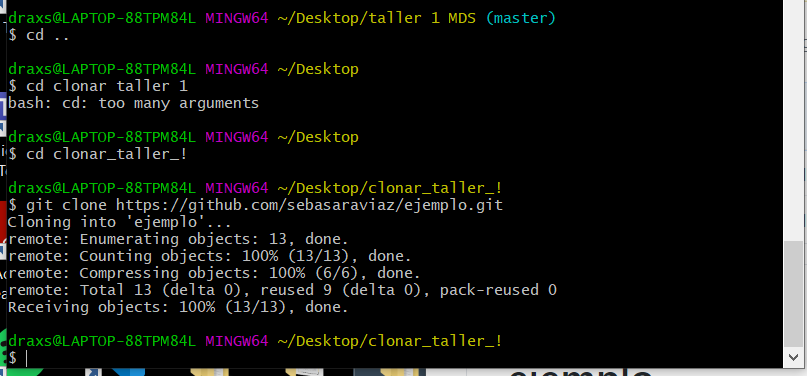 draxs@LAPTOP-88TPM84L MINGW64 ~/Desktop/taller 1 MDS (master)
$ cd ..
draxs@LAPTOP-88TPM84L MINGW64 ~/Desktop
$ cd clonar taller 1
bash: cd: too many arguments
draxs@LAPTOP-88TPM84L MINGW64 ~/Desktop
$ cd clonar_taller_!
draxs@LAPTOP-88TPM84L MINGW64 ~/Desktop/clonar_taller_!
$ git clone https://github.com/sebasaraviaz/ejemplo.git
Cloning into 'ejemplo'...
remote: Enumerating objects: 13, done.
remote: Counting objects: 100% (13/13), done.
remote: Compressing objects: 100% (6/6), done.
remote: Total 13 (delta 0), reused 9 (delta 0), pack-reused 0
Receiving objects: 100% (13/13), done.
draxs@LAPTOP-88TPM84L MINGW64 ~/Desktop/clonar_taller_!
$